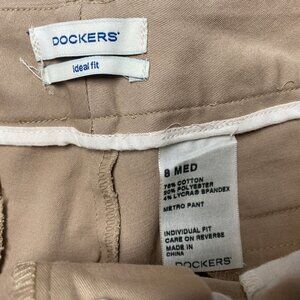 DOCKERS
ideal fit
8 MED
76% COTTON
20% POLYESTER
4% LYCRA® SPANDEX
METRO PANT
INDIVIDUAL FIT
CARE ON REVERSE
MADE IN
CHINA
DOCKERS